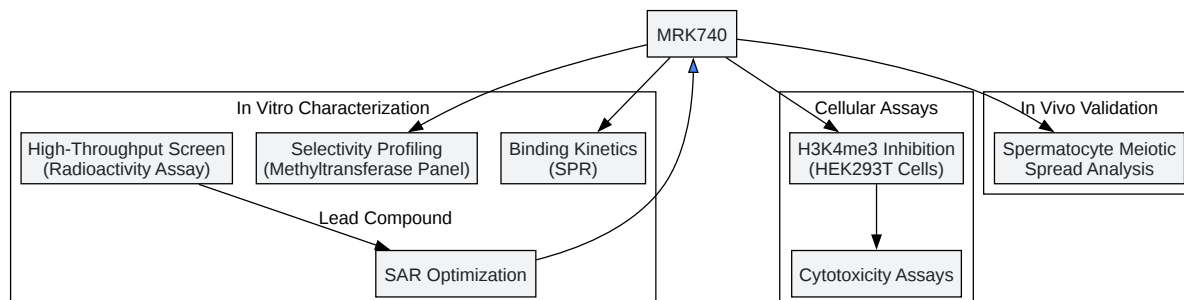 MRK740
In Vitro Characterization
Cellular Assays
In Vivo Validation
High-Throughput Screen
(Radioactivity Assay)
Selectivity Profiling
(Methyltransferase Panel)
Binding Kinetics
(SPR)
H3K4me3 Inhibition
(HEK293T Cells)
Spermatocyte Meiotic
Spread Analysis
Lead Compound
SAR Optimization
Cytotoxicity Assays